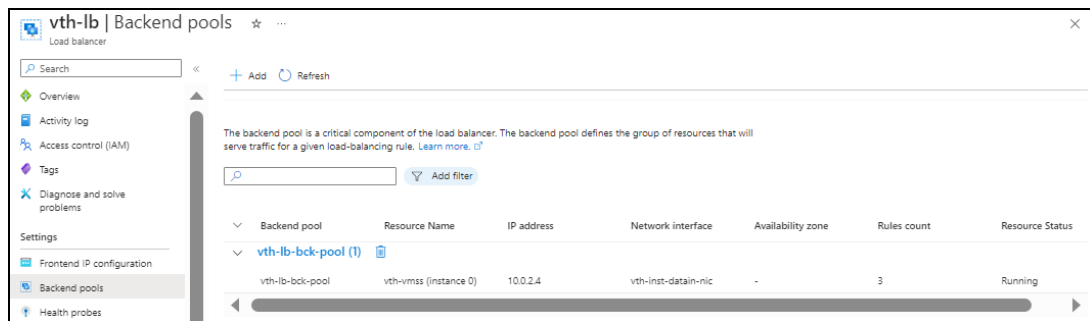 vth-lb | Backend pools ☆ ...
Load balancer
Search
Add Refresh
Overview
Activity log
Access control (IAM)
Tags
Diagnose and solve
problems
Settings
Frontend IP configuration
Backend pools
Health probes
The backend pool is a critical component of the load balancer. The backend pool defines the group of resources that will
serve traffic for a given load-balancing rule. Learn more.
Add filter
Backend pool Resource Name IP address Network interface Availability zone Rules count Resource Status
vth-lb-bck-pool (1)
vth-lb-bck-pool vth-vmss (instance 0) 10.0.2.4 vth-inst-datain-nic - 3 Running